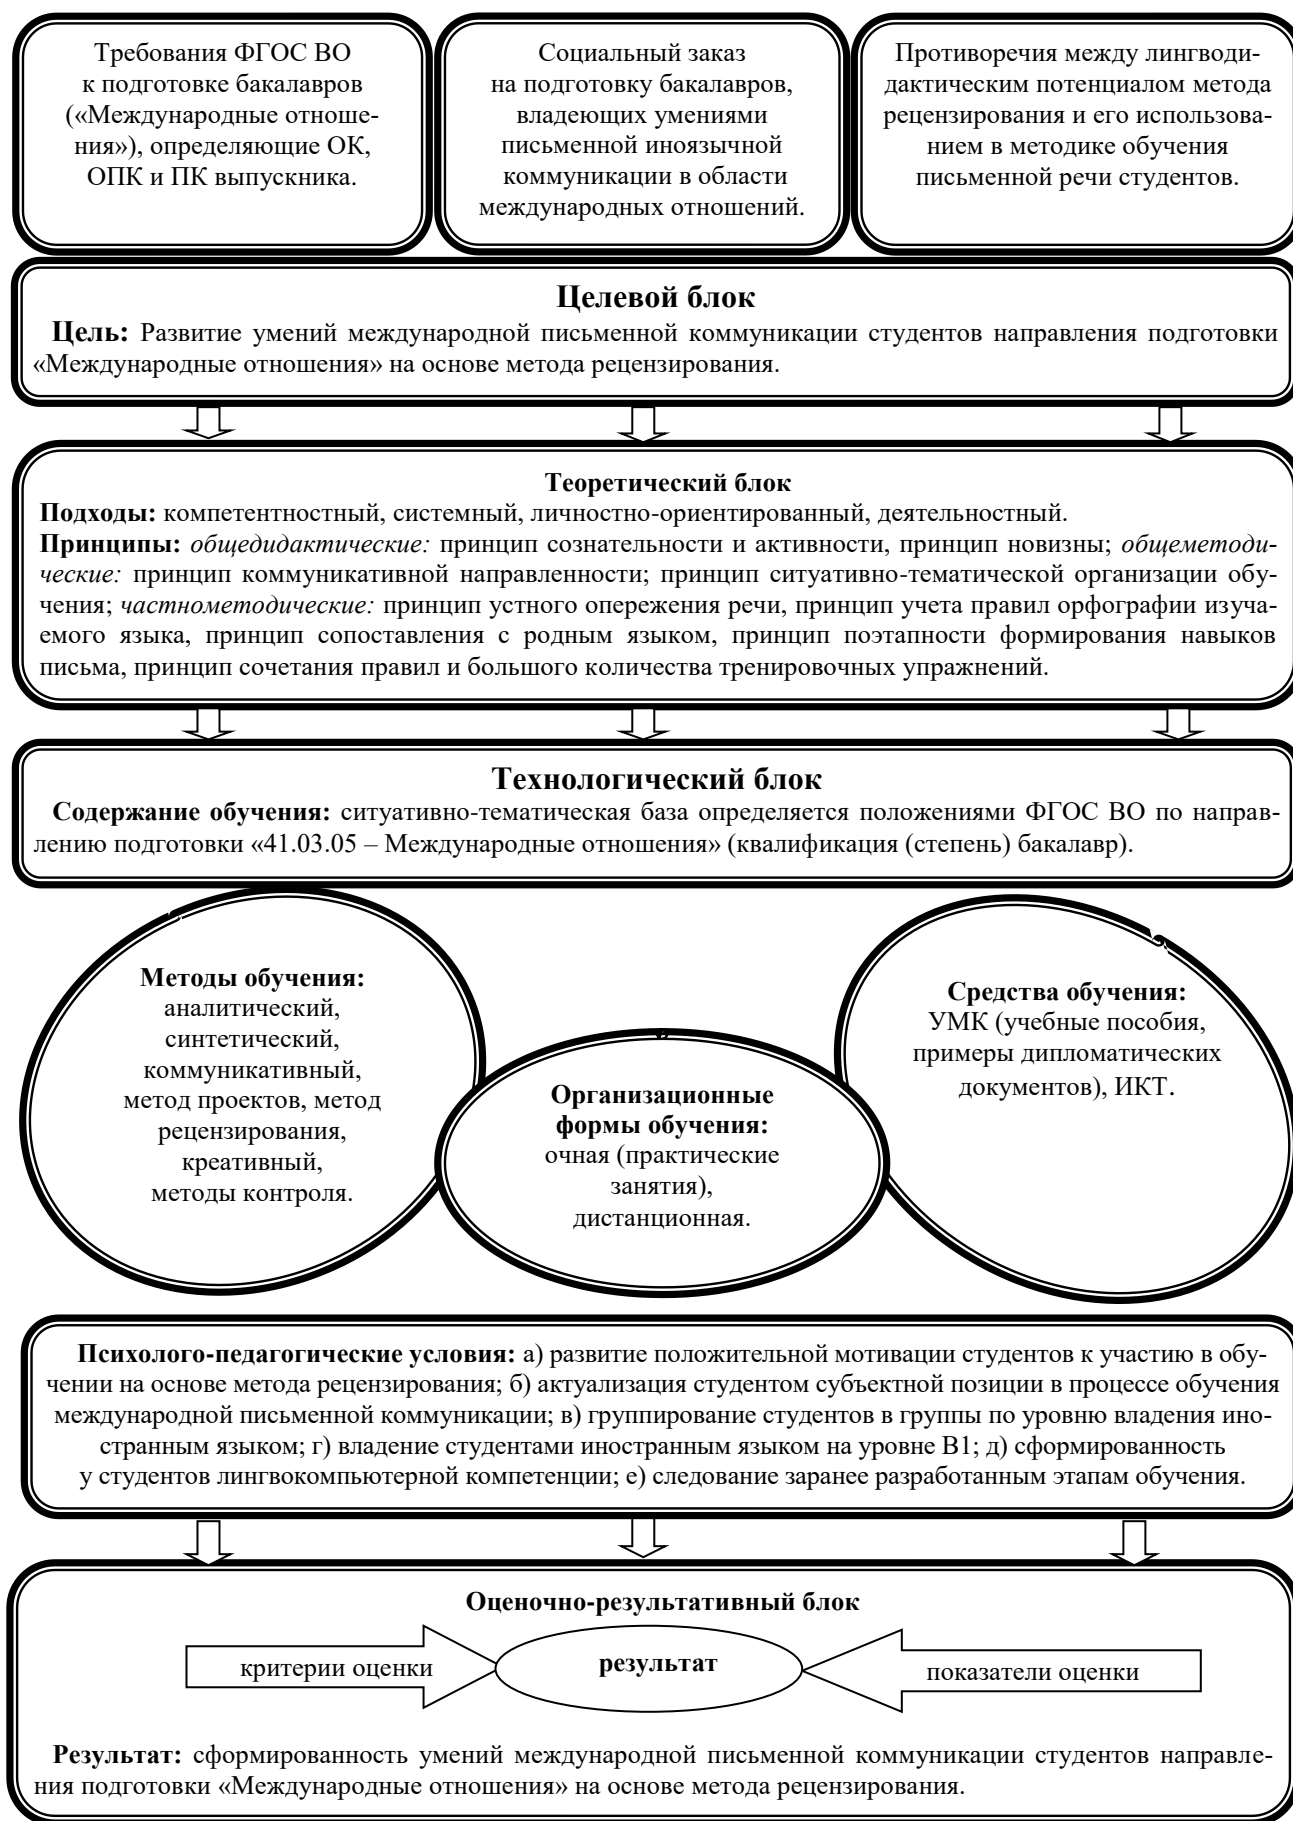 Требования ФГОС ВО
к подготовке бакалавров
(«Международные отноше-
ния»), определяющие ОК,
ОПК и ПК выпускника.
Социальный заказ
на подготовку бакалавров,
владеющих умениями
письменной иноязычной
коммуникации в области
международных отношений.
Противоречия между лингводи-
дактическим потенциалом метода
рецензирования и его использова-
нием в методике обучения
письменной речи студентов.
Целевой блок
Цель: Развитие умений международной письменной коммуникации студентов направления подготовки
«Международные отношения» на основе метода рецензирования.
Теоретический блок
Подходы: компетентностный, системный, личностно-ориентированный, деятельностный.
Принципы: общедидактические: принцип сознательности и активности, принцип новизны; общеметоди-
ческие: принцип коммуникативной направленности; принцип ситуативно-тематической организации обу-
чения; частнометодические: принцип устного опережения речи, принцип учета правил орфографии изуча-
емого языка, принцип сопоставления с родным языком, принцип поэтапности формирования навыков
письма, принцип сочетания правил и большого количества тренировочных упражнений.
Технологический блок
Содержание обучения: ситуативно-тематическая база определяется положениями ФГОС ВО по направ-
лению подготовки «41.03.05 – Международные отношения» (квалификация (степень) бакалавр).
Методы обучения:
аналитический,
синтетический,
коммуникативный,
метод проектов, метод
рецензирования,
креативный,
методы контроля.
Организационные
формы обучения:
очная (практические
занятия),
дистанционная.
Средства обучения:
УМК (учебные пособия,
примеры дипломатических
документов), ИКТ.
Психолого-педагогические условия: а) развитие положительной мотивации студентов к участию в обу-
чении на основе метода рецензирования; б) актуализация студентом субъектной позиции в процессе обучения
международной письменной коммуникации; в) группирование студентов в группы по уровню владения ино-
странным языком; г) владение студентами иностранным языком на уровне В1; д) сформированность
у студентов лингвокомпьютерной компетенции; е) следование заранее разработанным этапам обучения.
Оценочно-результативный блок
критерии оценки
результат
показатели оценки
Результат: сформированность умений международной письменной коммуникации студентов направле-
ния подготовки «Международные отношения» на основе метода рецензирования.